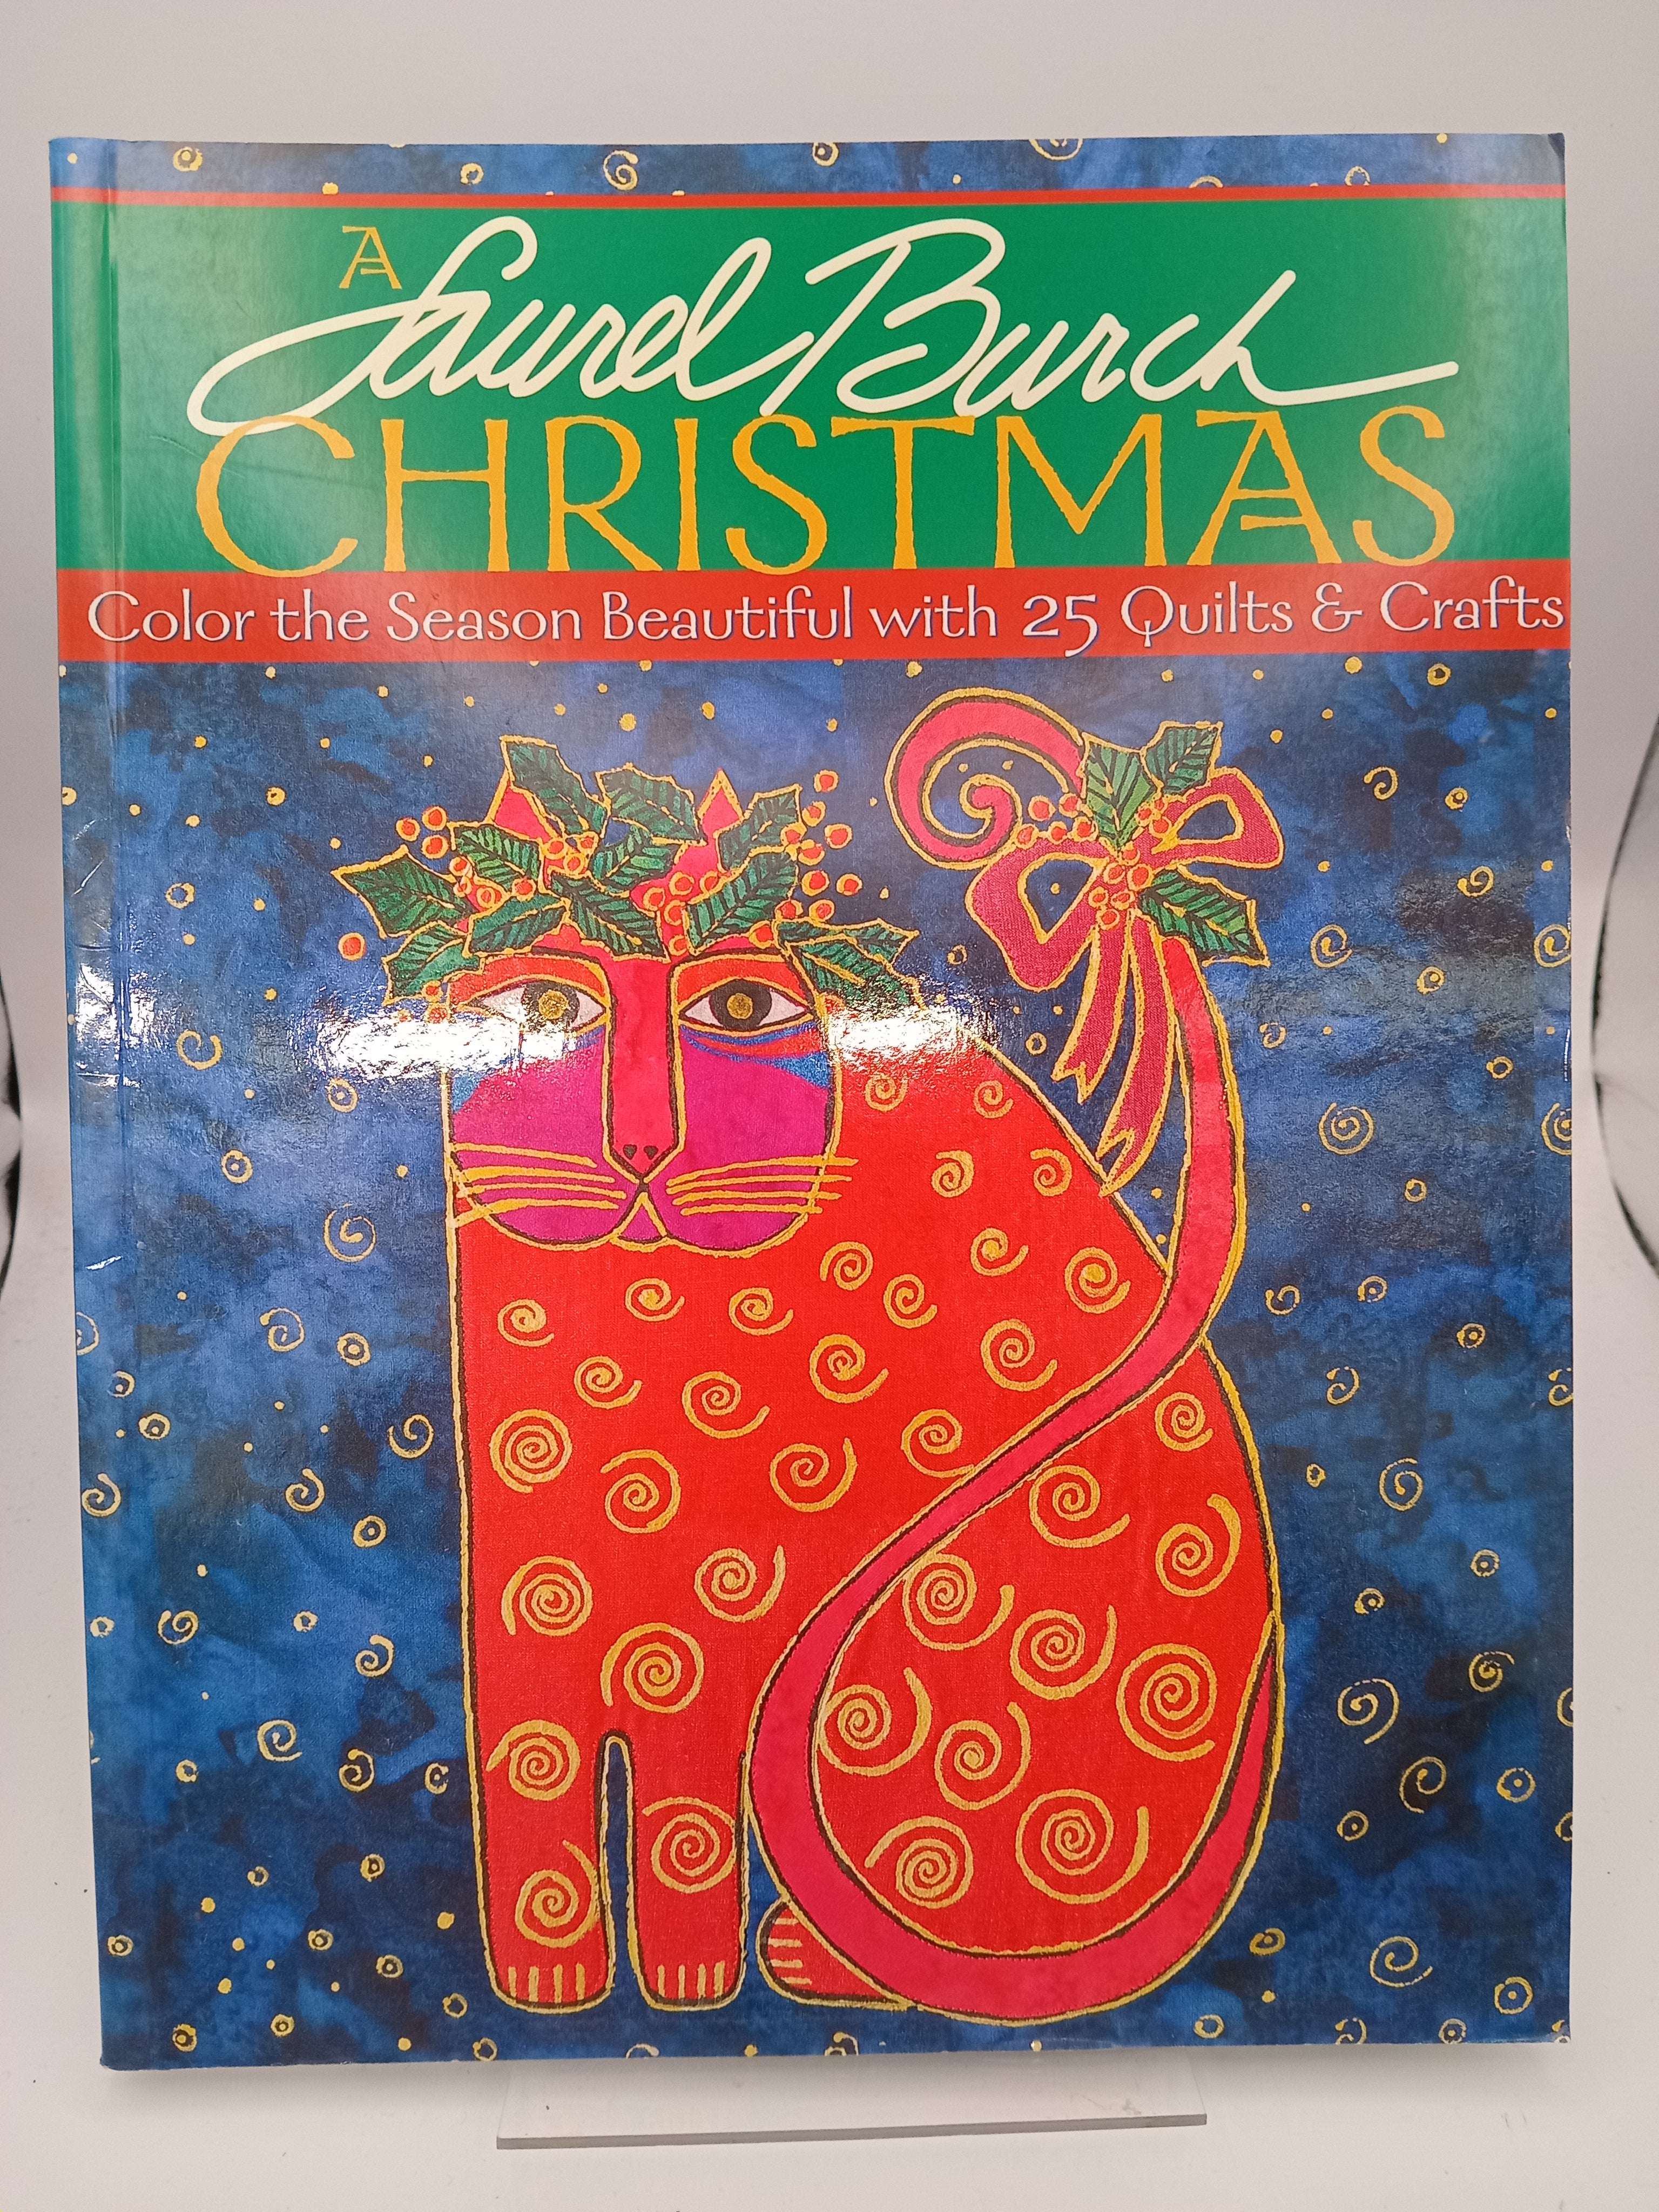 A Laurel Burch
CHRISTMAS
Color the Season Beautiful with 25 Quilts & Crafts